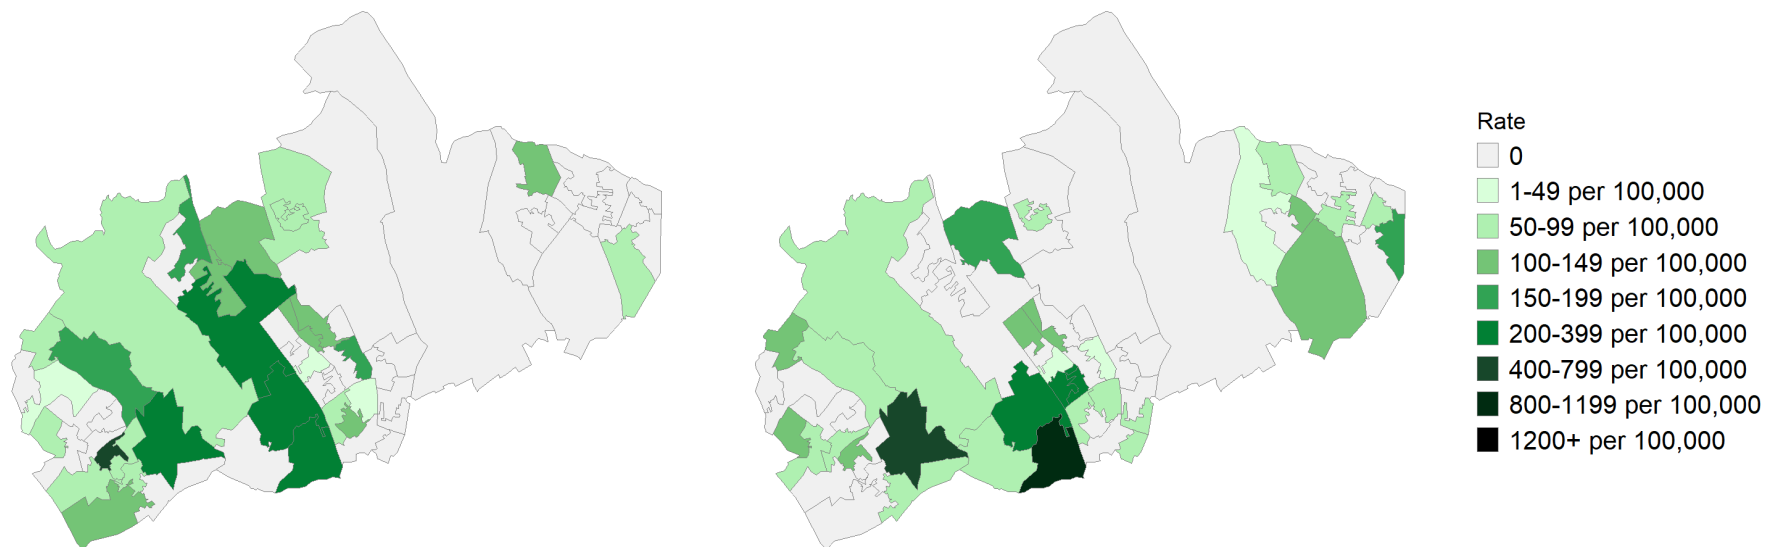 Rate
0
1-49 per 100,000
50-99 per 100,000
100-149 per 100,000
150-199 per 100,000
200-399 per 100,000
400-799 per 100,000
800-1199 per 100,000
1200+ per 100,000